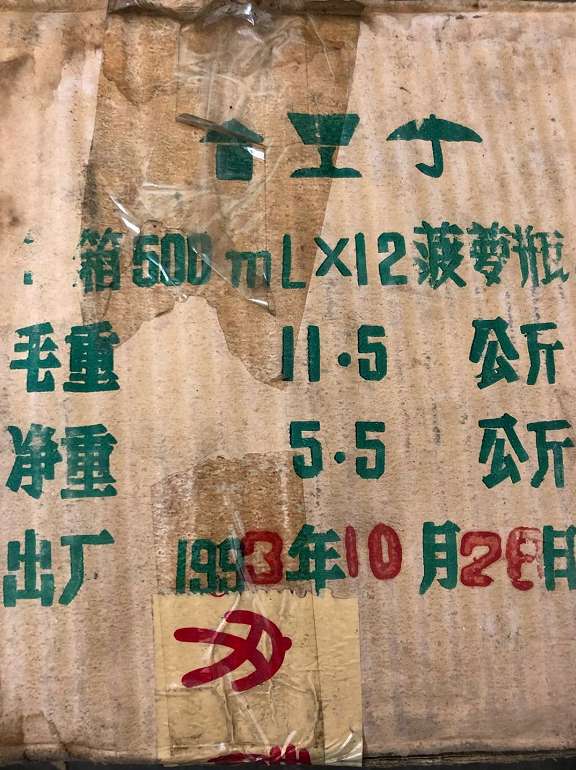 箱500mL×12菠萝瓶
毛重 11.5 公斤
净重 5.5 公斤
出厂 1993年10月28日